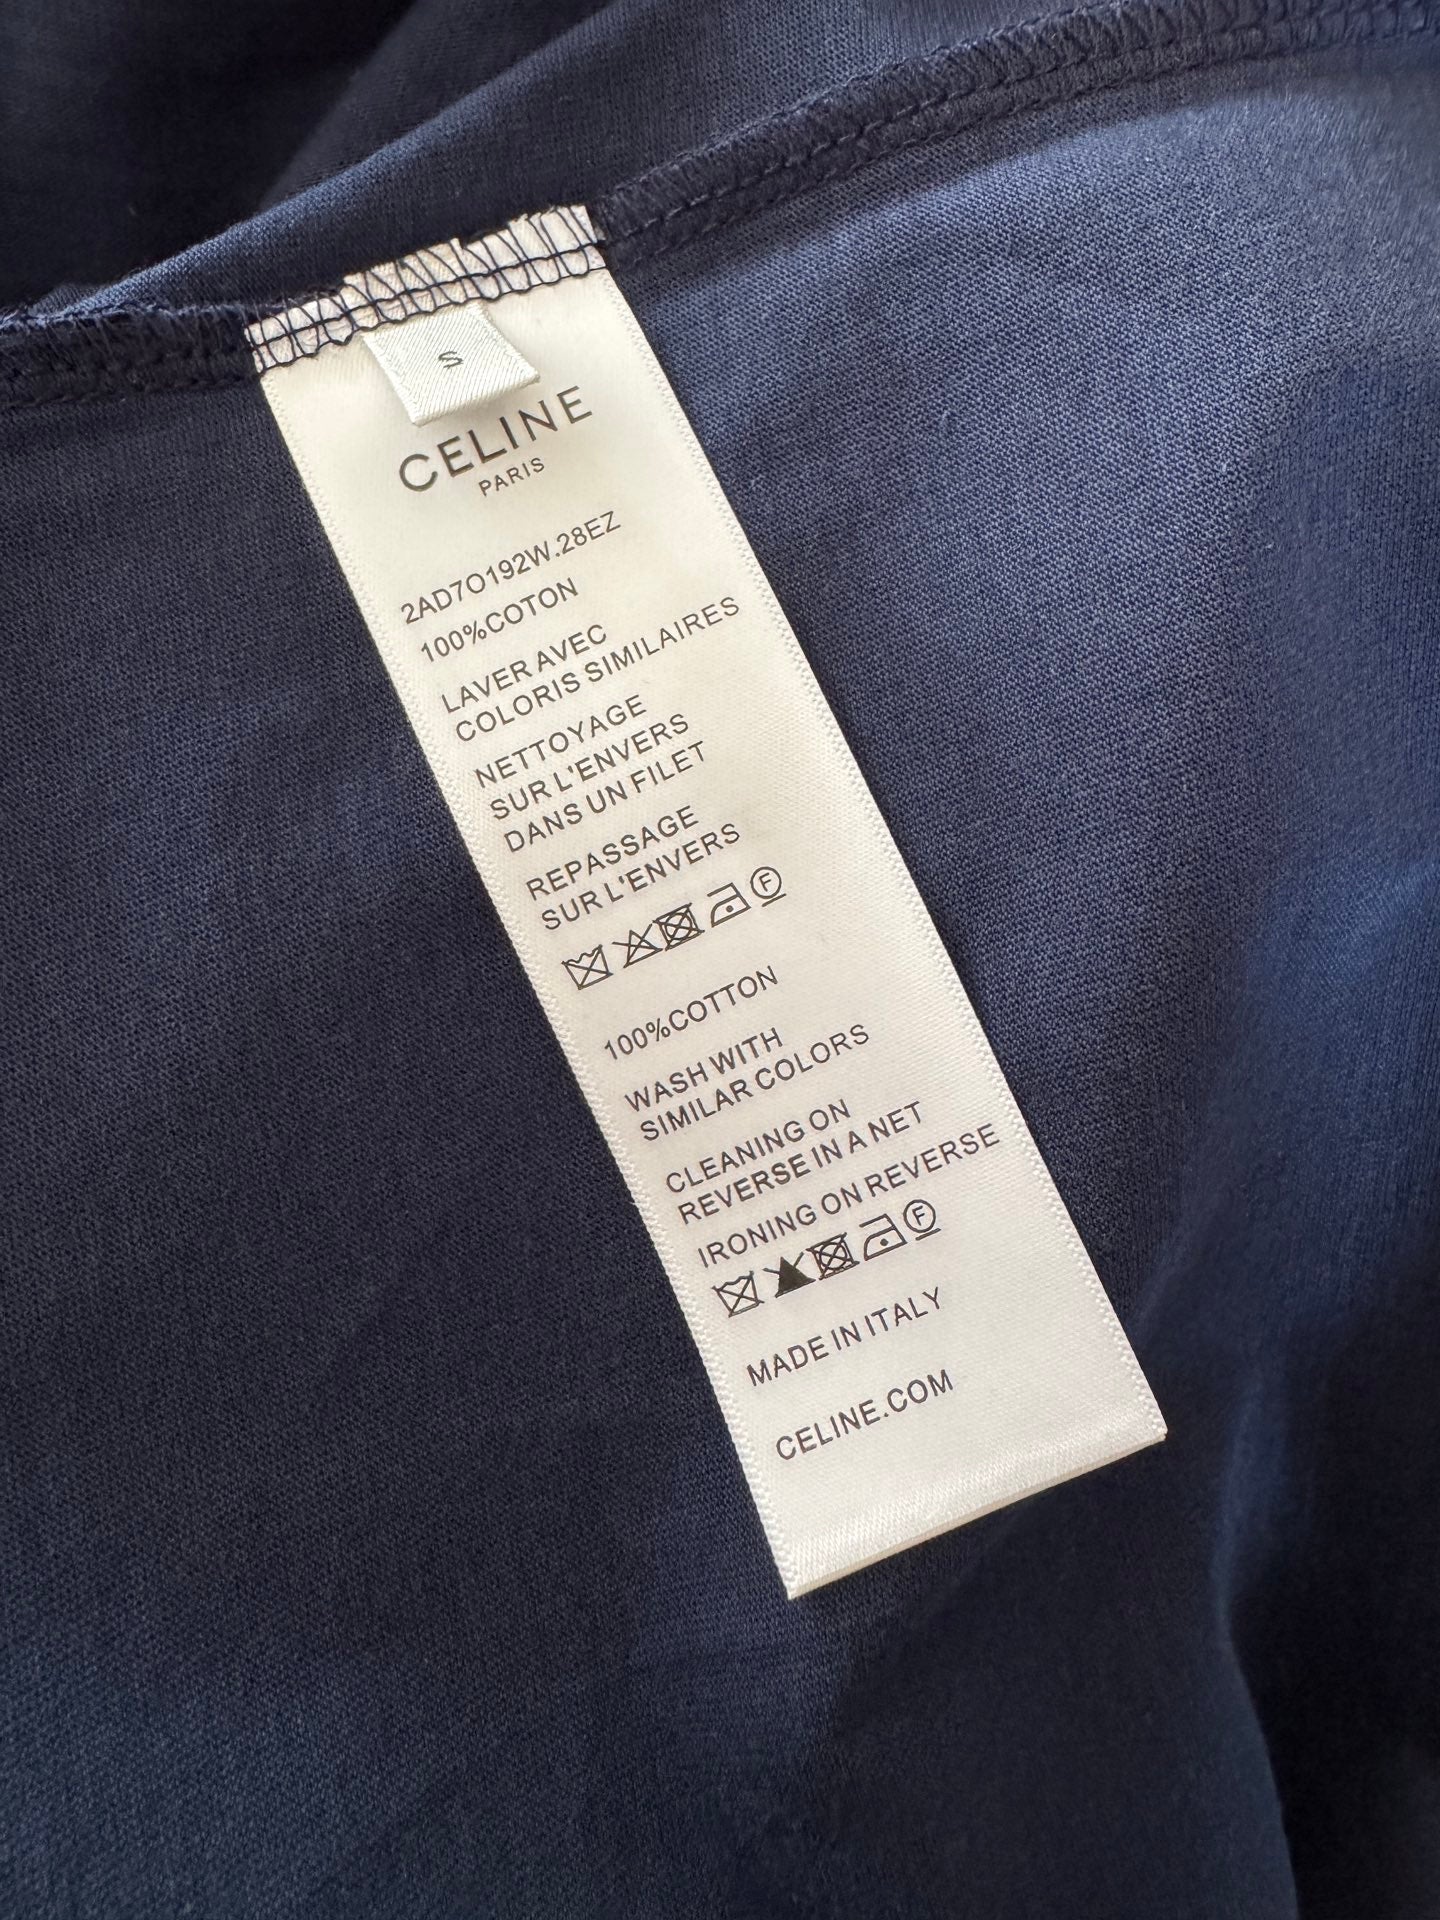 S
CELINE
PARIS
2AD7O192W.28EZ
100%COTON
LAVER AVEC
COLORIS SIMILAIRES
NETTOYAGE
SUR L'ENVERS
DANS UN FILET
REPASSAGE
SUR L'ENVERS
F
100%COTTON
WASH WITH
SIMILAR COLORS
CLEANING ON
REVERSE IN A NET
IRONING ON REVERSE
F
MADE IN ITALY
CELINE.COM